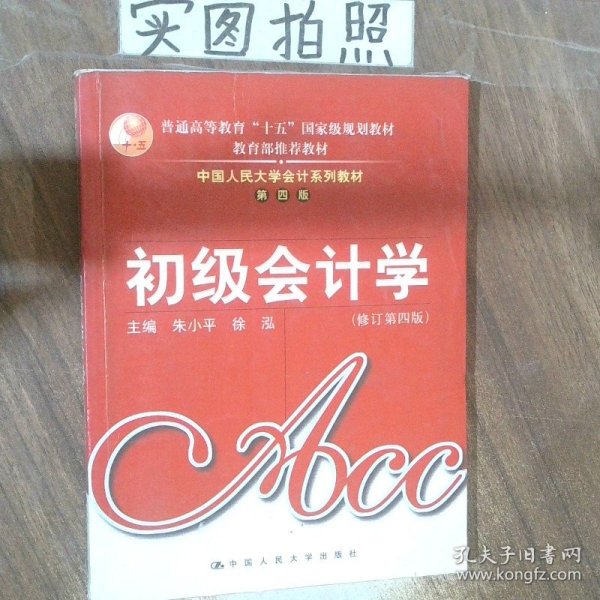 实图拍照
普通高等教育“十五”国家级规划教材
十·五
教育部推荐教材
中国人民大学会计系列教材
第四版
初级会计学
主编 朱小平 徐泓
(修订第四版)
Acc
中国人民大学出版社
孔夫子旧书网
www.kongfz.com